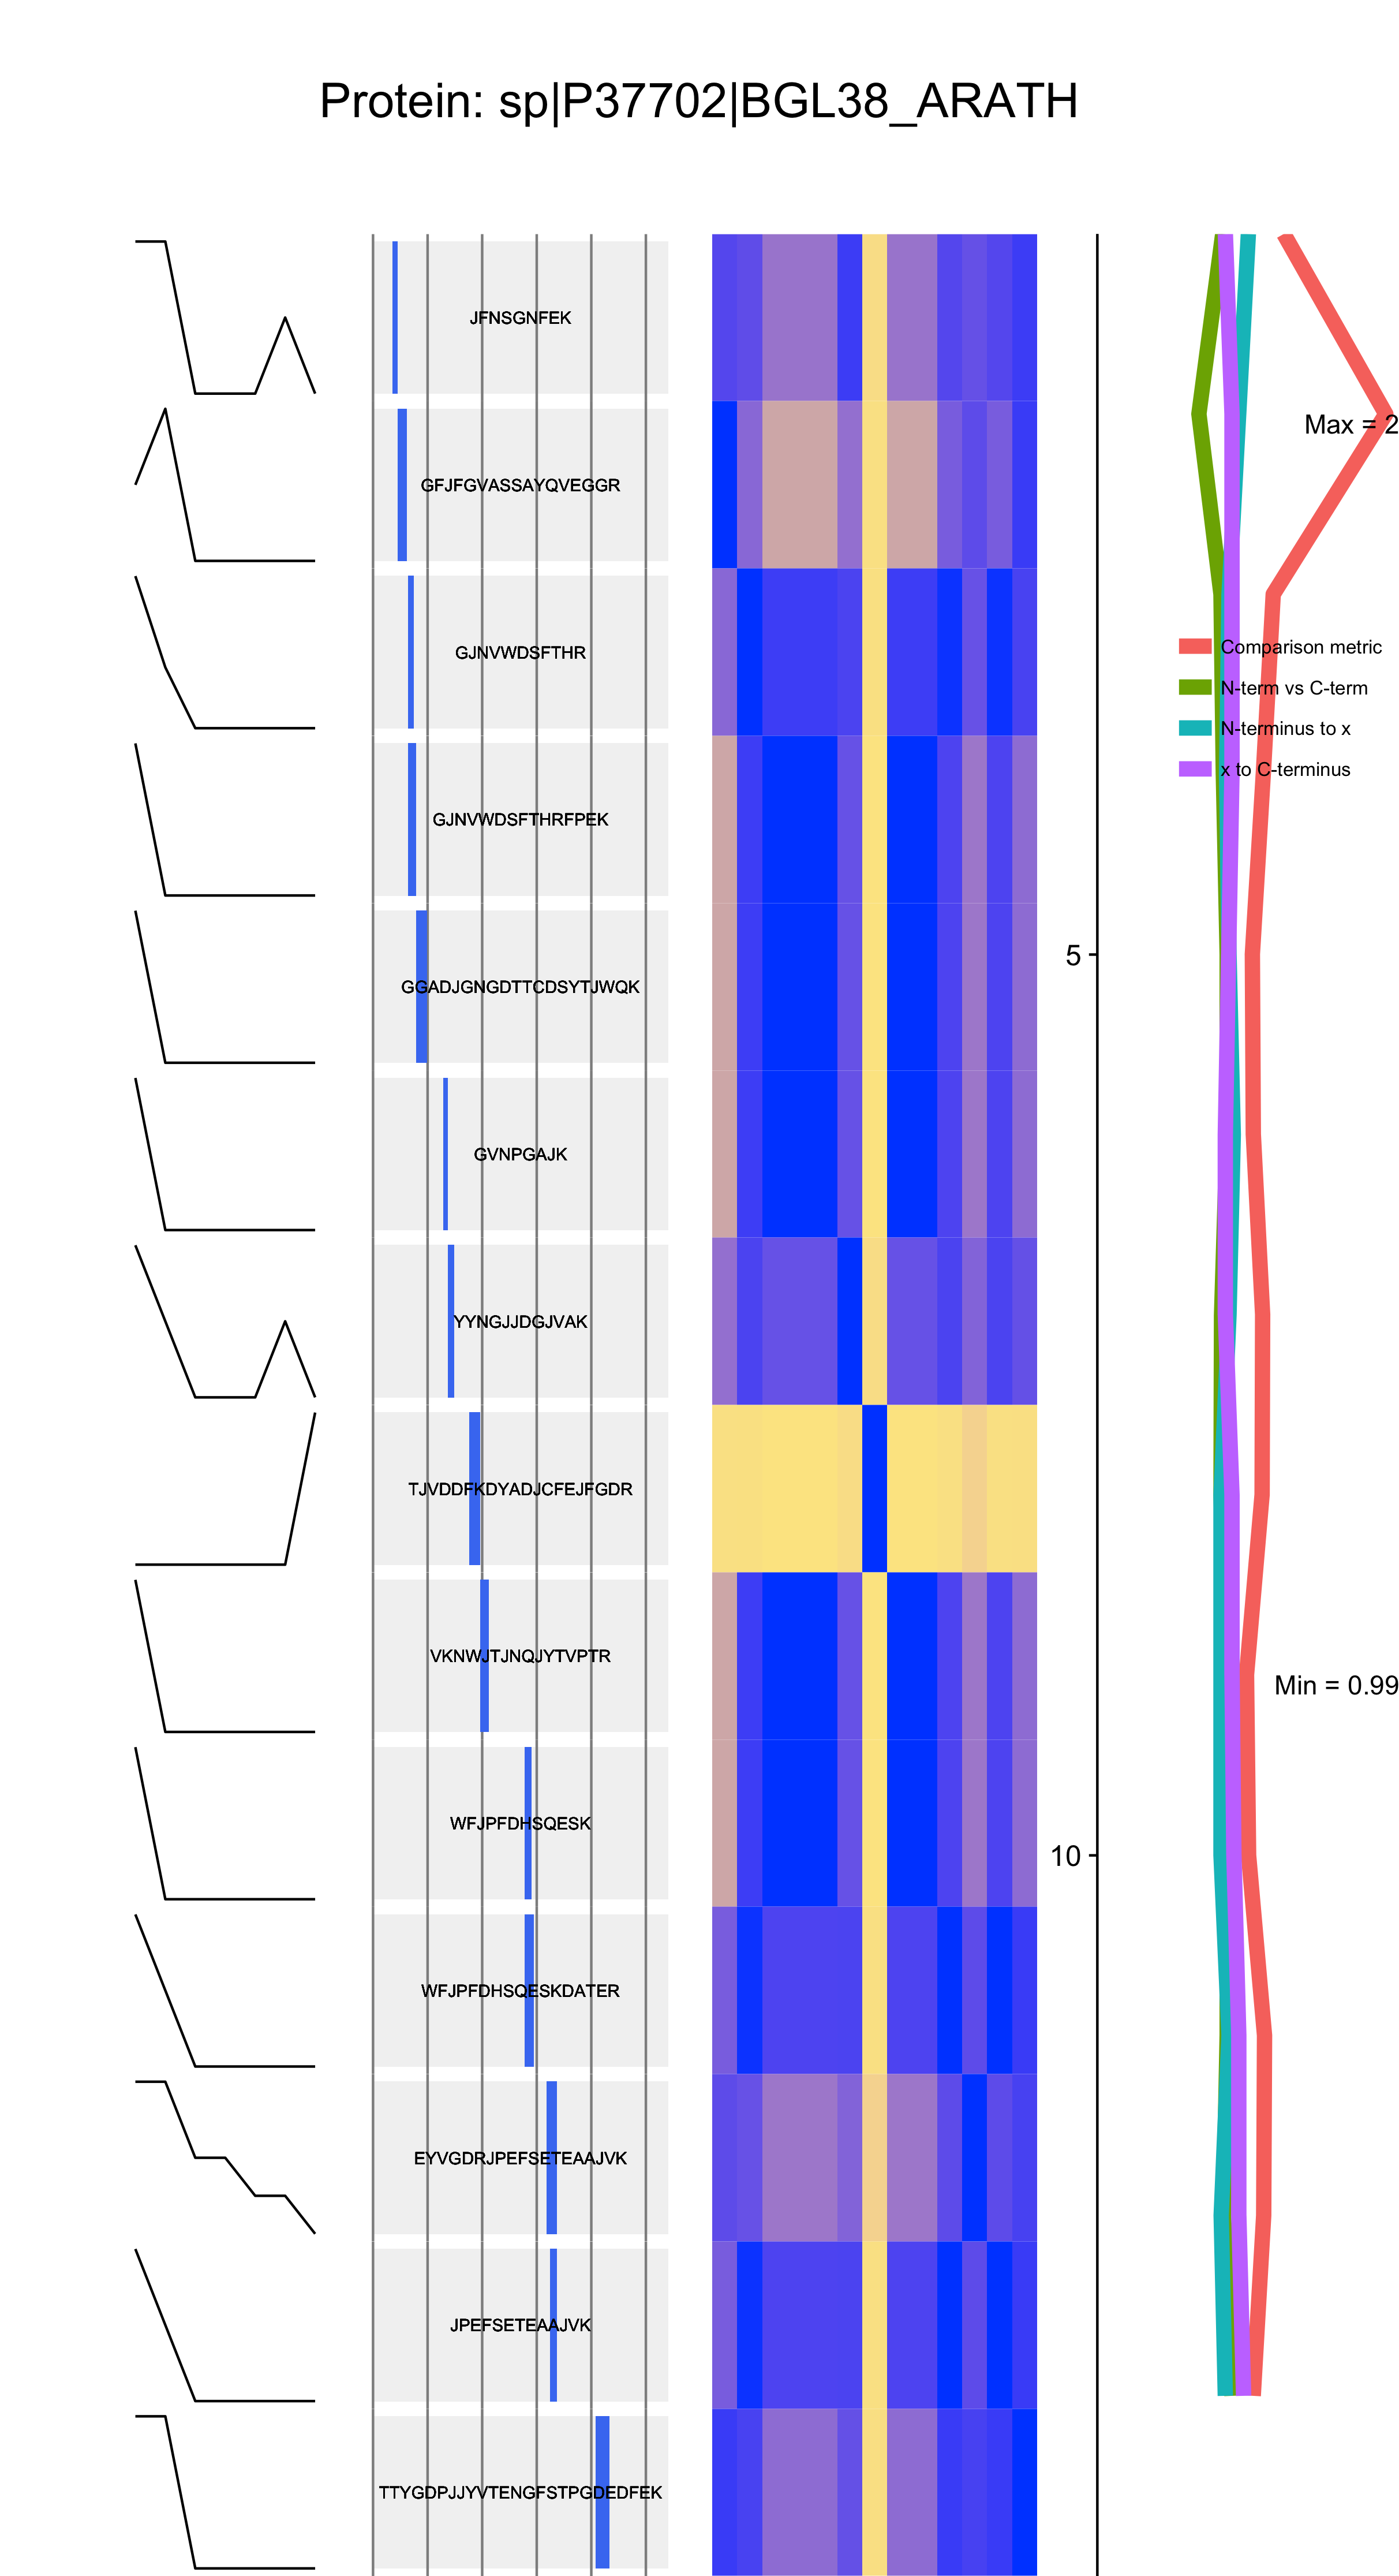 Protein: sp|P37702|BGL38_ARATH
JFNSGNFEK
Max = 2
GFJFGVASSAYQVEGGR
GJNVWDSFTHR
Comparison metric
N-term vs C-term
N-terminus to x
x to C-terminus
GJNVWDSFTHRFPEK
5
GGADJGNGDTTCDSYTJWQK
GVNPGAJK
YYNGJJDGJVAK
TJVDDFKDYADJCFEJFGDR
VKNWJTJNQJYTVPTR
Min = 0.99
WFJPFDHSQESK
10
WFJPFDHSQESKDATER
EYVGDRJPEFSETEAAJVK
JPEFSETEAAJVK
TTYGDPJJYVTENGFSTPGDEDFEK